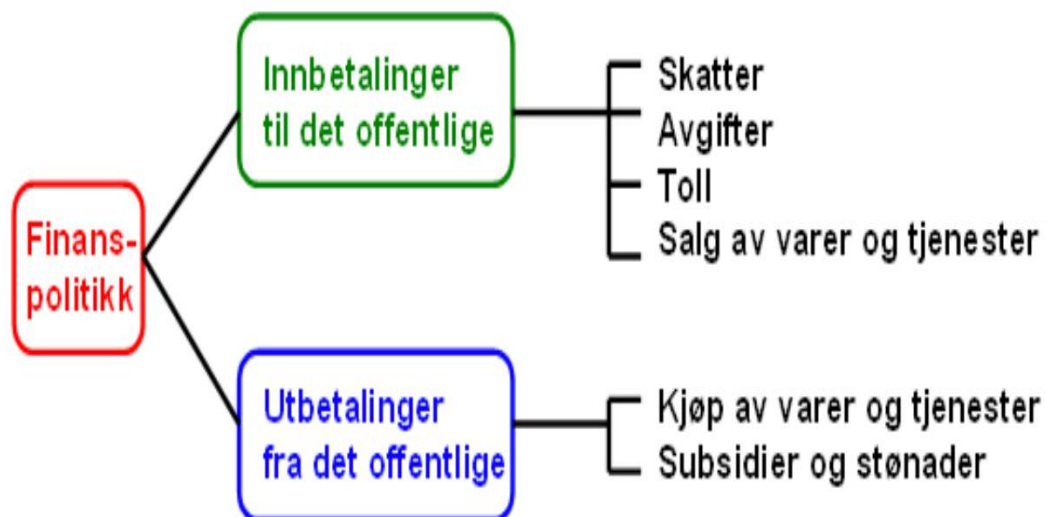 Finans-
politikk
Innbetalinger
til det offentlige
Skatter
Avgifter
Toll
Salg av varer og tjenester
Utbetalinger
fra det offentlige
Kjøp av varer og tjenester
Subsidier og stønader